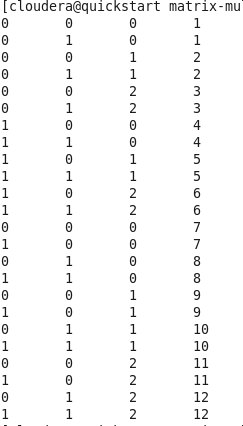 [cloudera@quickstart matrix-mu
0 0 0 1
0 1 0 1
0 0 1 2
0 1 1 2
0 0 2 3
0 1 2 3
1 0 0 4
1 1 0 4
1 0 1 5
1 1 1 5
1 0 2 6
1 1 2 6
0 0 0 7
1 0 0 7
0 1 0 8
1 1 0 8
0 0 1 9
1 0 1 9
0 1 1 10
1 1 1 10
0 0 2 11
1 0 2 11
0 1 2 12
1 1 2 12